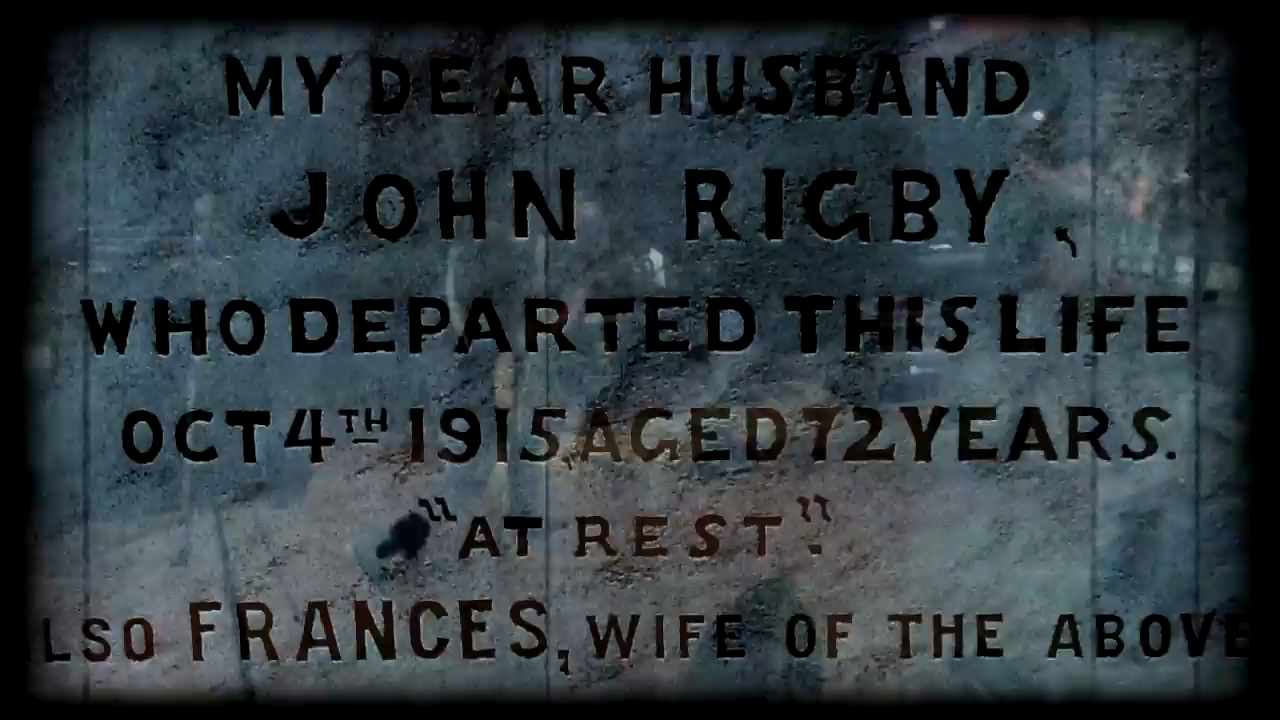 MY DEAR HUSBAND
JOHN RIGBY,
WHO DEPARTED THIS LIFE
OCT 4TH 1915, AGED 72 YEARS.
"AT REST".
LSO FRANCES, WIFE OF THE ABOVE